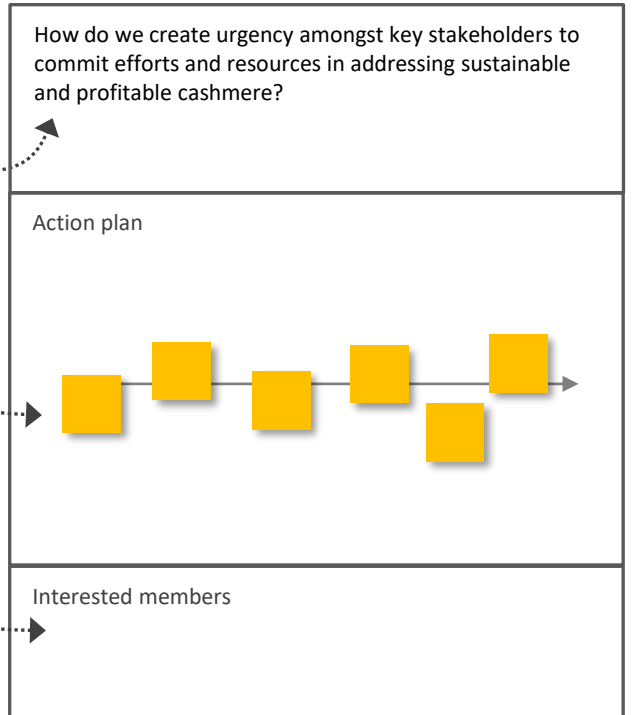 How do we create urgency amongst key stakeholders to
commit efforts and resources in addressing sustainable
and profitable cashmere?
Action plan
Interested members